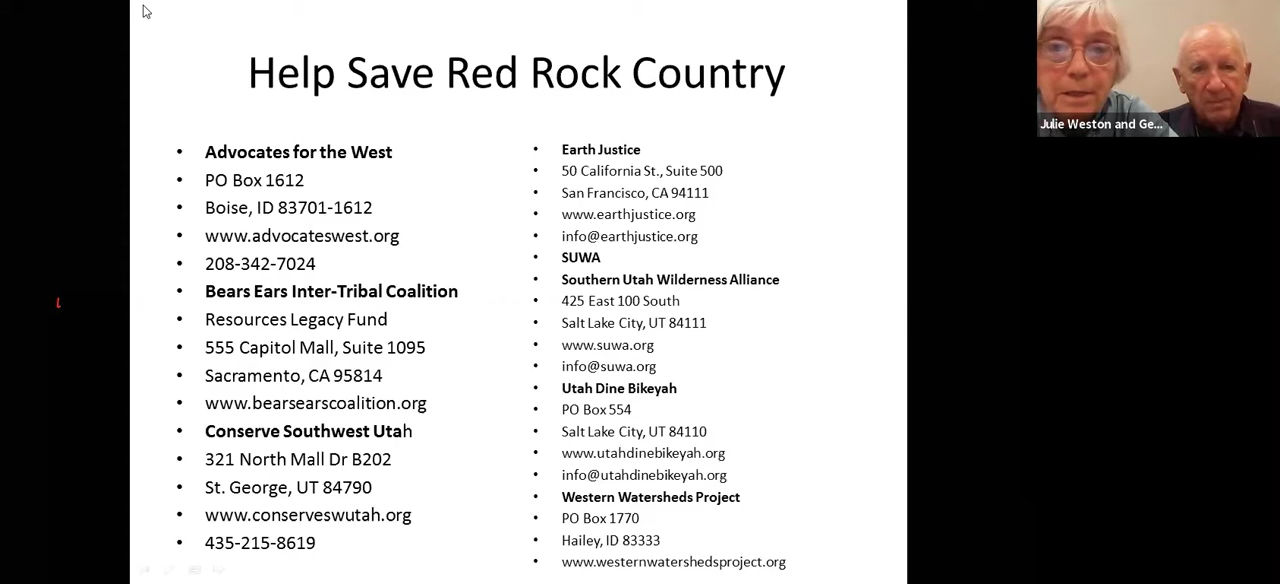 Help Save Red Rock Country
• Advocates for the West
• PO Box 1612
• Boise, ID 83701-1612
• www.advocateswest.org
• 208-342-7024
• Bears Ears Inter-Tribal Coalition
• Resources Legacy Fund
• 555 Capitol Mall, Suite 1095
• Sacramento, CA 95814
• www.bearsearscoalition.org
• Conserve Southwest Utah
• 321 North Mall Dr B202
• St. George, UT 84790
• www.conserveswutah.org
• 435-215-8619
• Earth Justice
• 50 California St., Suite 500
• San Francisco, CA 94111
• www.earthjustice.org
• info@earthjustice.org
• SUWA
• Southern Utah Wilderness Alliance
• 425 East 100 South
• Salt Lake City, UT 84111
• www.suwa.org
• info@suwa.org
• Utah Dine Bikeyah
• PO Box 554
• Salt Lake City, UT 84110
• www.utahdinebikeyah.org
• info@utahdinebikeyah.org
• Western Watersheds Project
• PO Box 1770
• Hailey, ID 83333
• www.westernwatershedsproject.org
Julie Weston and Ge...